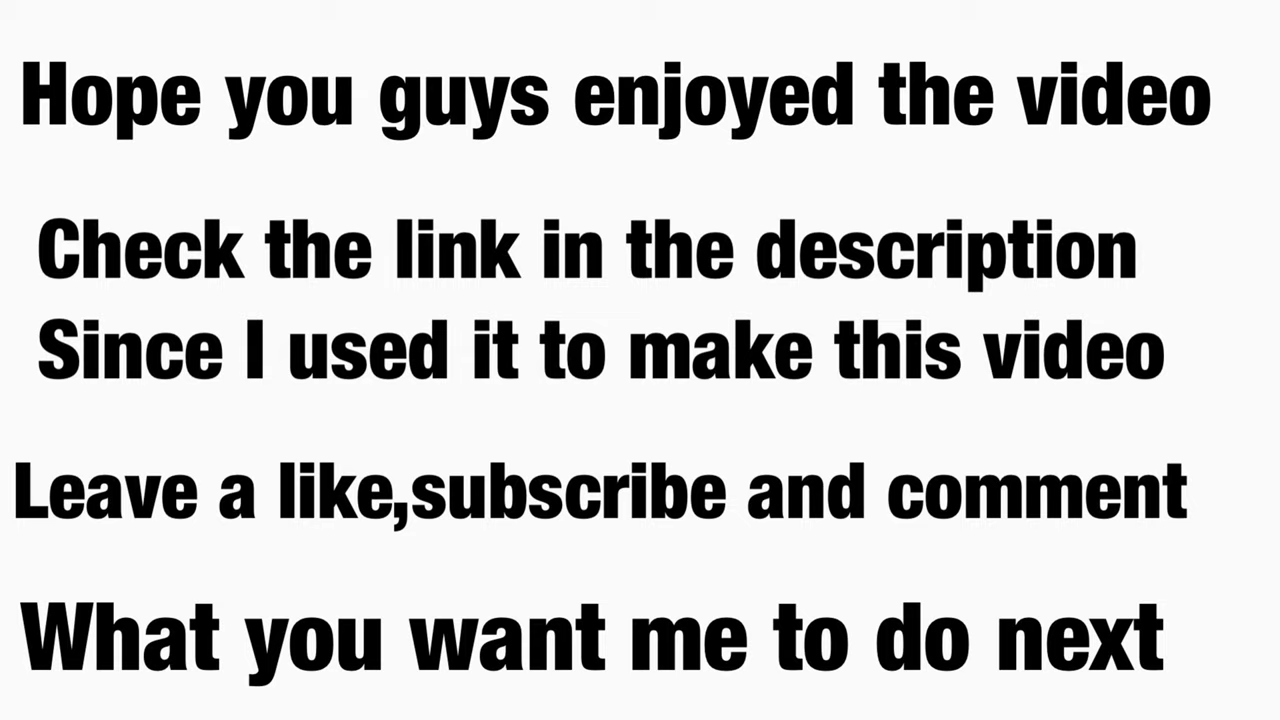 Hope you guys enjoyed the video
Check the link in the description
Since I used it to make this video
Leave a like,subscribe and comment
What you want me to do next